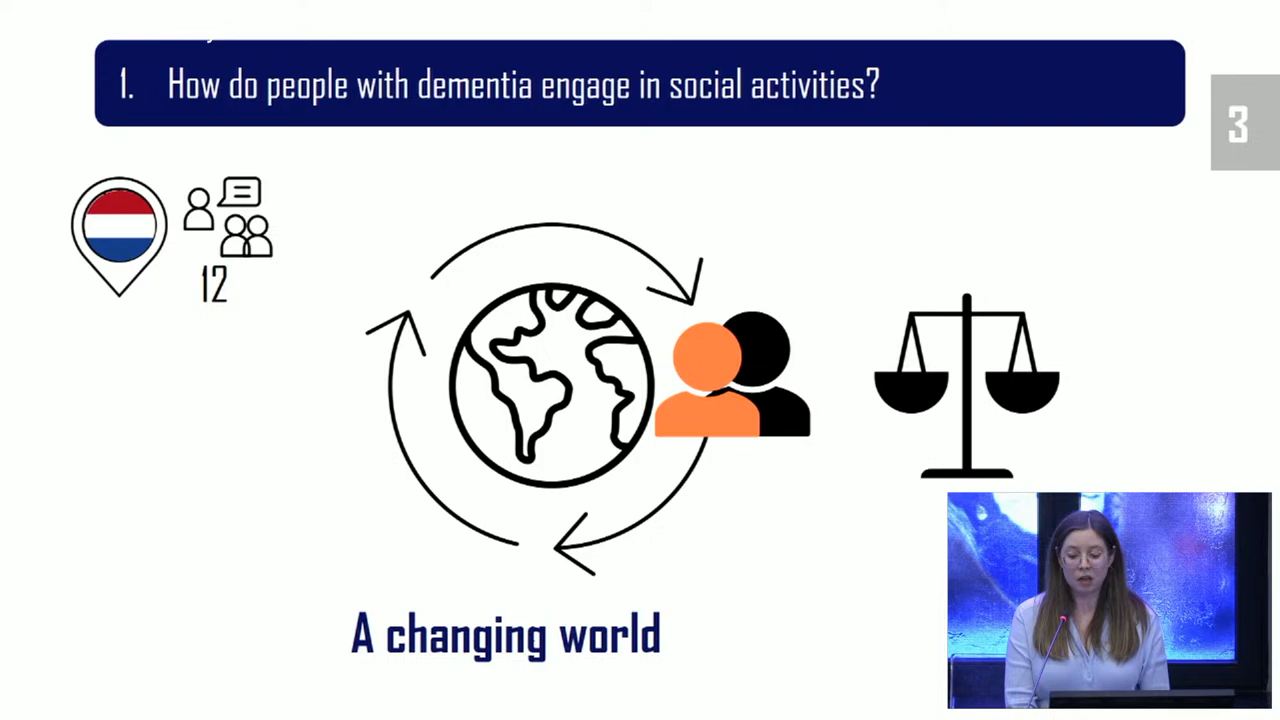 1. How do people with dementia engage in social activities?
3
12
A changing world